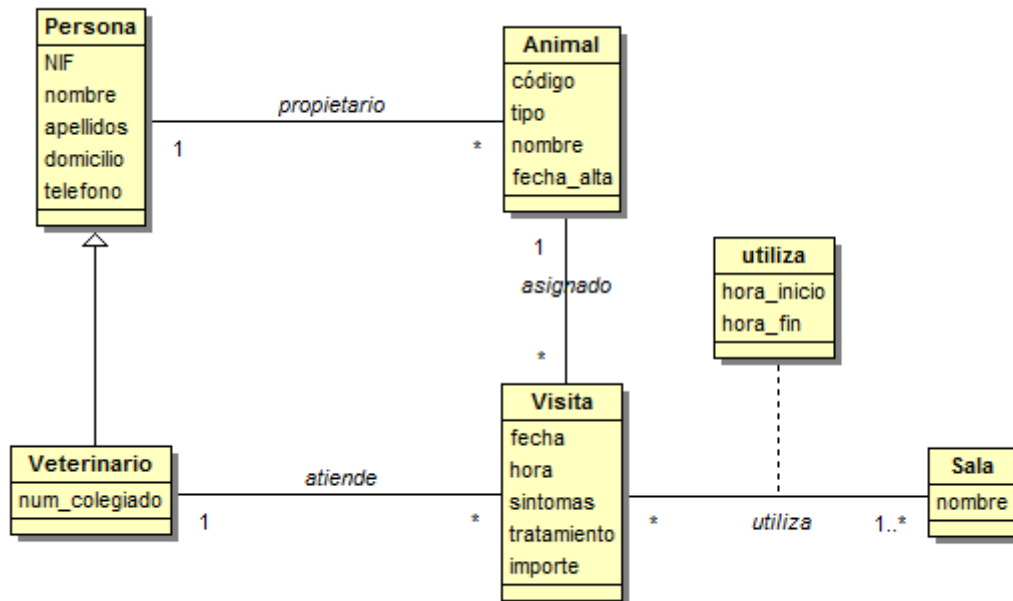 Persona
NIF
nombre
apellidos
domicilio
telefono
propietario
1
*
Animal
código
tipo
nombre
fecha_alta
1
asignado
*
utiliza
hora_inicio
hora_fin
Veterinario
num_colegiado
atiende
1
*
Visita
fecha
hora
sintomas
tratamiento
importe
*
utiliza
1..*
Sala
nombre